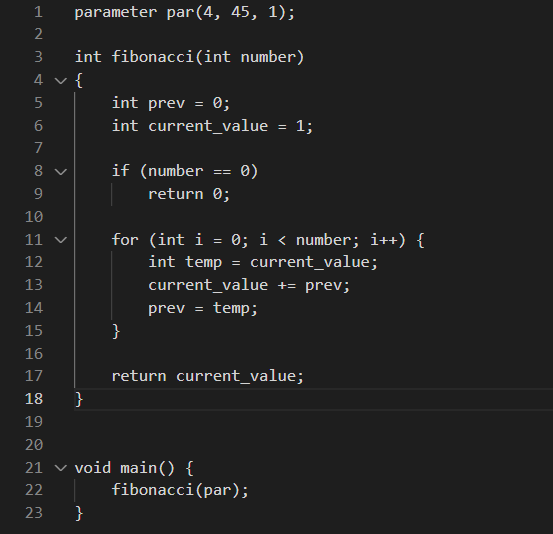 1 parameter par(4, 45, 1);
2
3 int fibonacci(int number)
4 {
5     int prev = 0;
6     int current_value = 1;
7
8     if (number == 0)
9         return 0;
10
11     for (int i = 0; i < number; i++) {
12         int temp = current_value;
13         current_value += prev;
14         prev = temp;
15     }
16
17     return current_value;
18 }
19
20
21 void main() {
22     fibonacci(par);
23 }